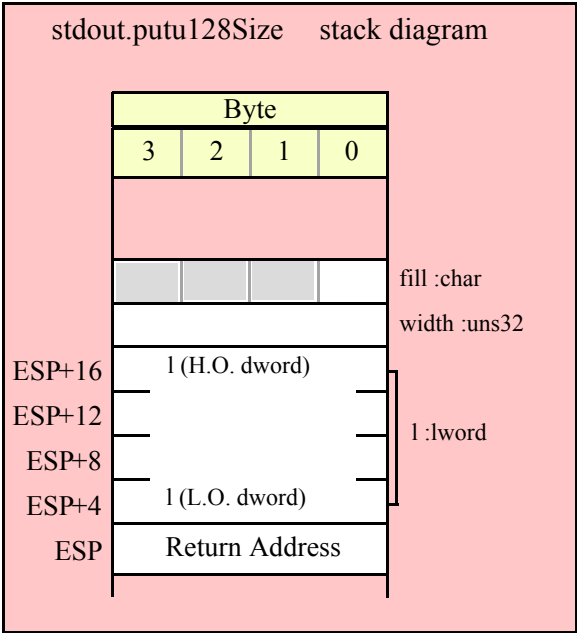 stdout.putu128Size stack diagram
Byte
3 2 1 0
fill :char
width :uns32
ESP+16 l (H.O. dword)
ESP+12
l :lword
ESP+8
ESP+4 l (L.O. dword)
ESP Return Address